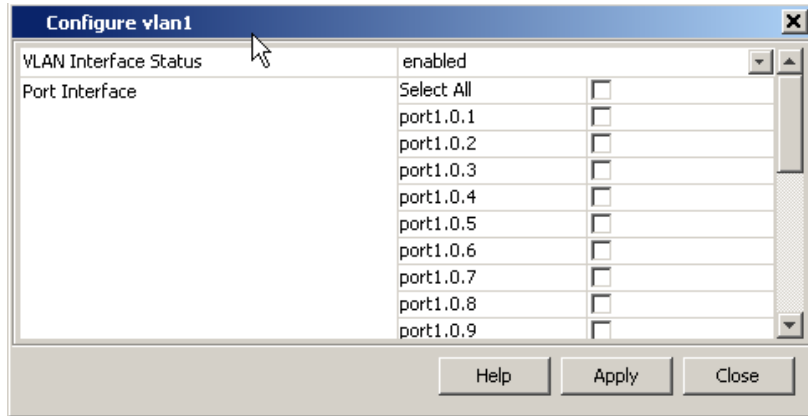 Configure vlan1
VLAN Interface Status enabled
Port Interface Select All
port1.0.1
port1.0.2
port1.0.3
port1.0.4
port1.0.5
port1.0.6
port1.0.7
port1.0.8
port1.0.9
Help Apply Close